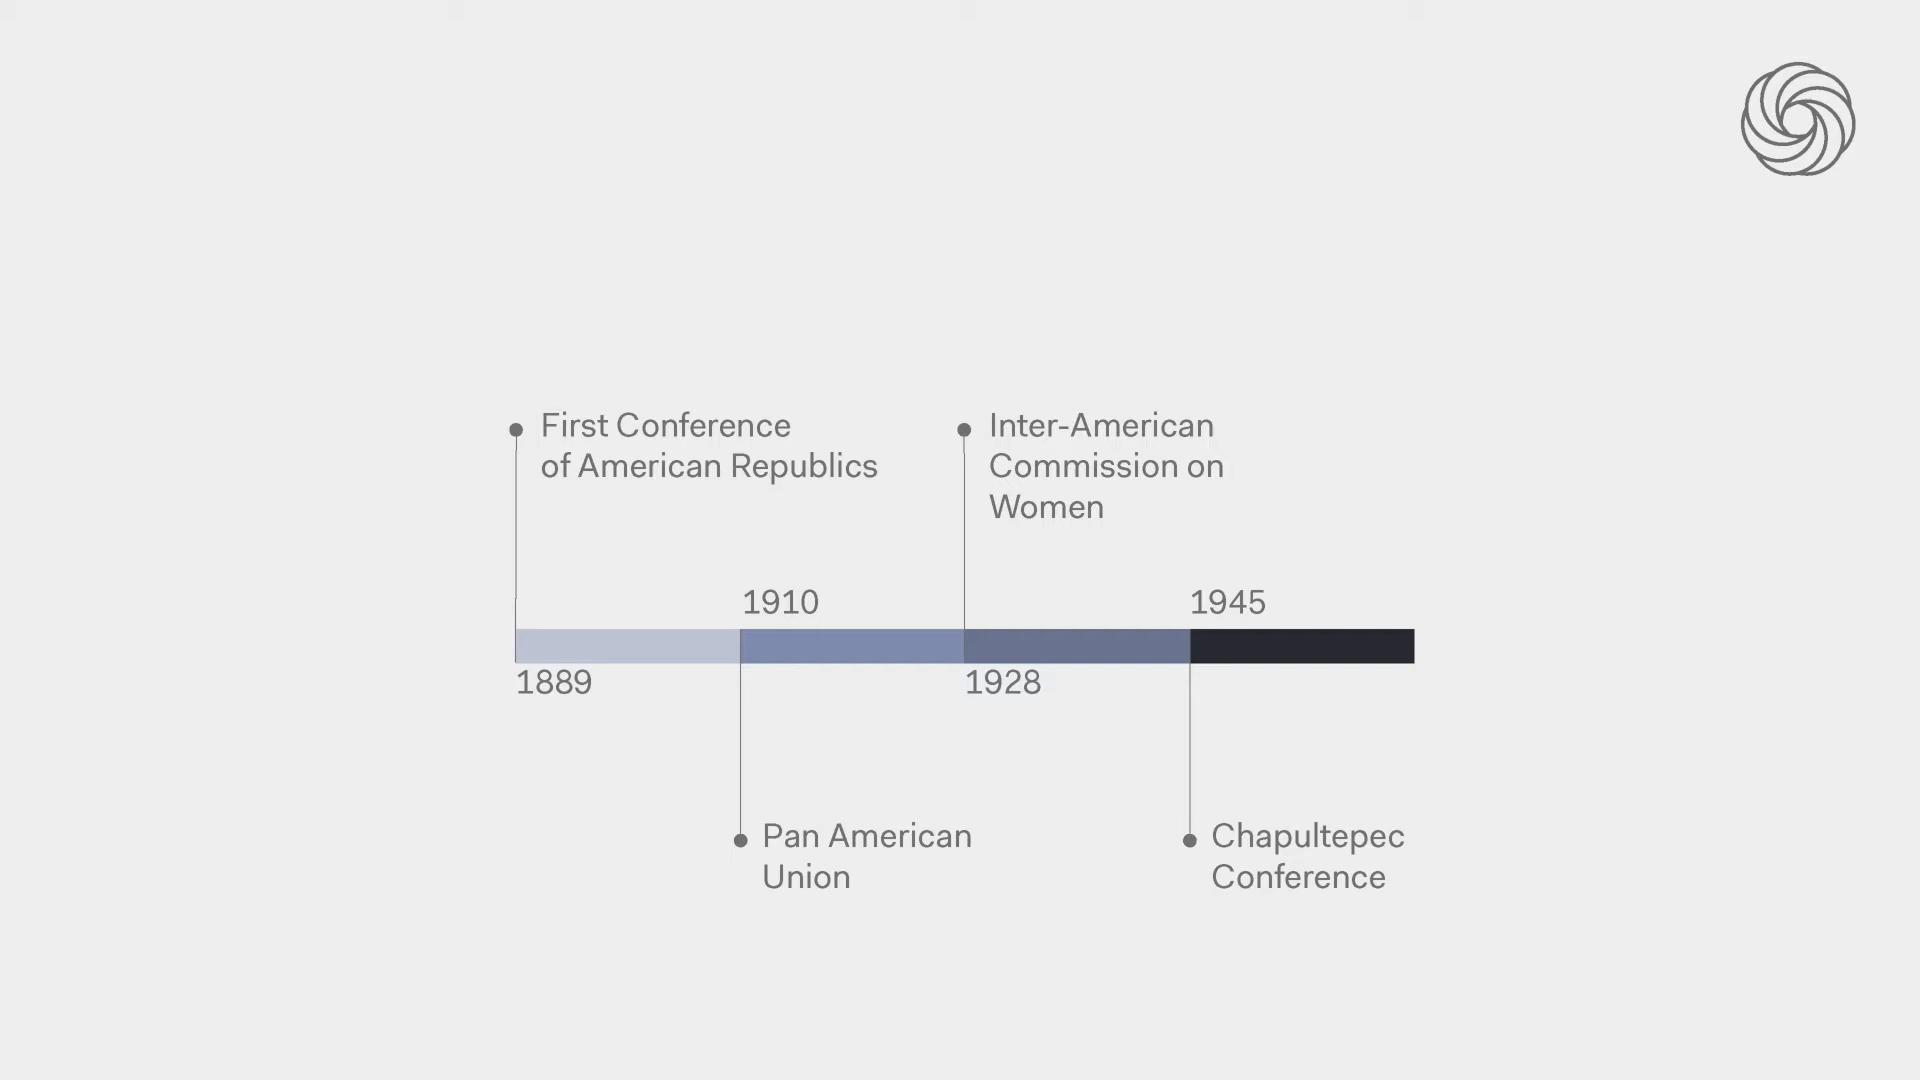 First Conference
of American Republics
Inter-American
Commission on
Women
1910
1945
1889
1928
Pan American
Union
Chapultepec
Conference